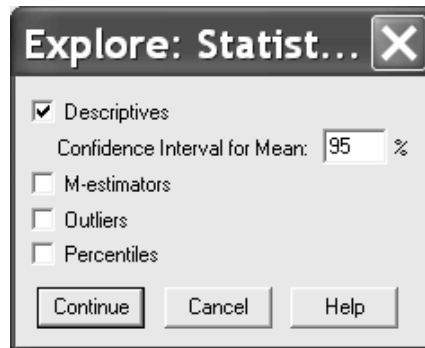 Explore: Statist...
Descriptives
Confidence Interval for Mean: 95 %
M-estimators
Outliers
Percentiles
Continue Cancel Help